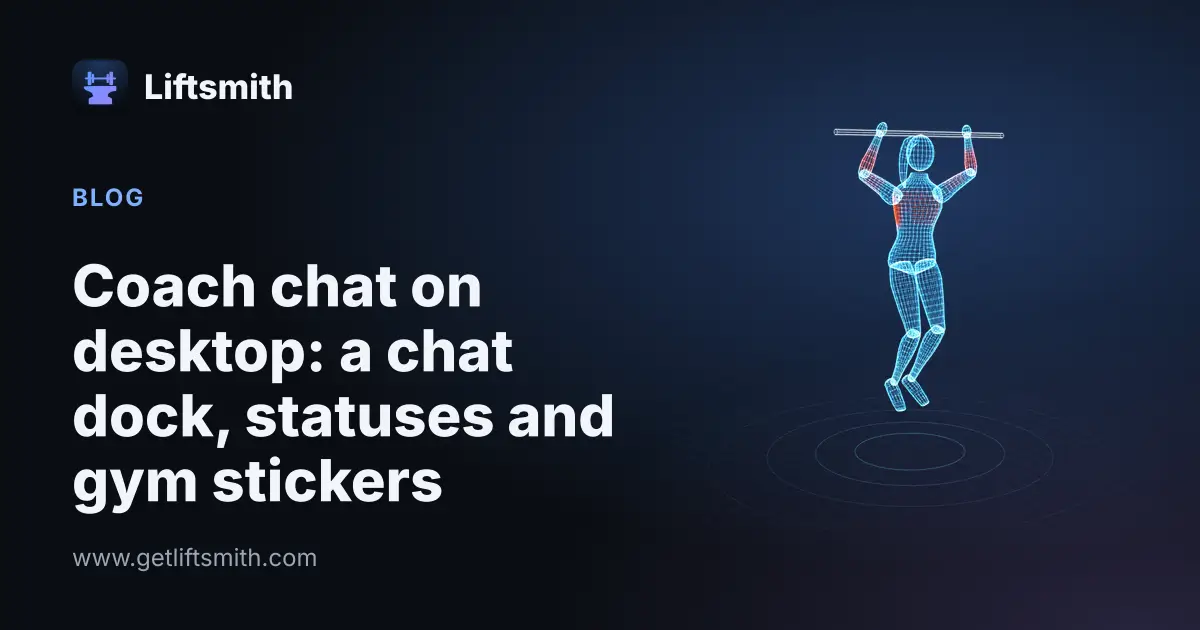 Liftsmith
BLOG
Coach chat on
desktop: a chat
dock, statuses and
gym stickers
www.getliftsmith.com